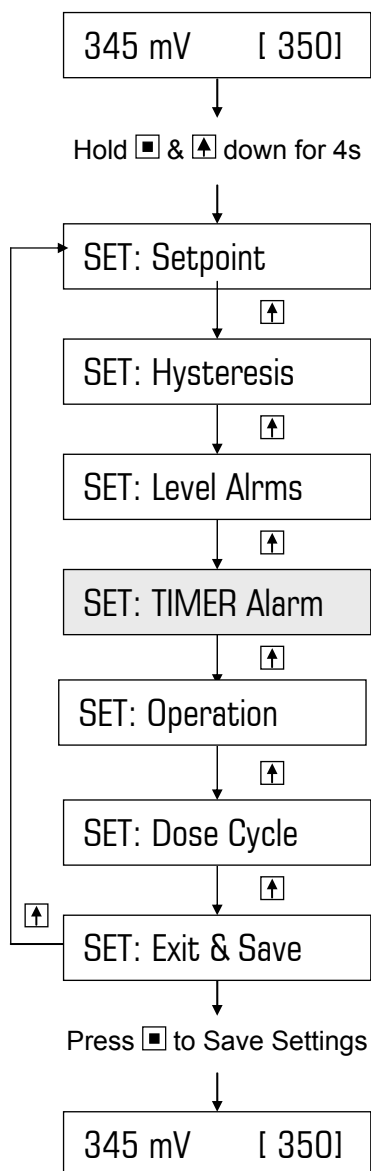 345 mV [ 350]
Hold & down for 4s
SET: Setpoint
SET: Hysteresis
SET: Level Alrms
SET: TIMER Alarm
SET: Operation
SET: Dose Cycle
SET: Exit & Save
Press to Save Settings
345 mV [ 350]